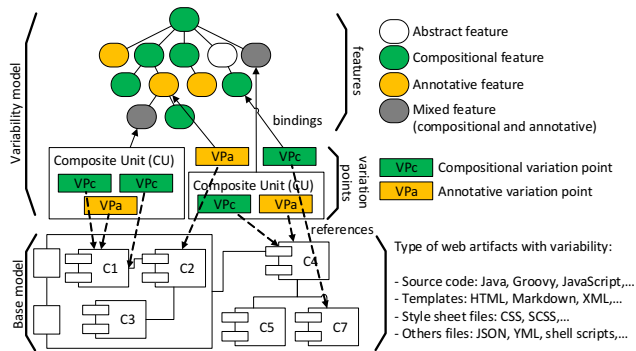 Variability model
features
Abstract feature
Compositional feature
Annotative feature
Mixed feature
(compositional and annotative)
bindings
Composite Unit (CU)
VPc
VPc
VPa
VPa
VPc
Composite Unit (CU)
VPc
VPa
variation
points
VPc
Compositional variation point
VPa
Annotative variation point
references
Base model
C1
C2
C3
C4
C5
C7
Type of web artifacts with variability:
- Source code: Java, Groovy, JavaScript,...
- Templates: HTML, Markdown, XML,...
- Style sheet files: CSS, SCSS,...
- Others files: JSON, YML, shell scripts,...